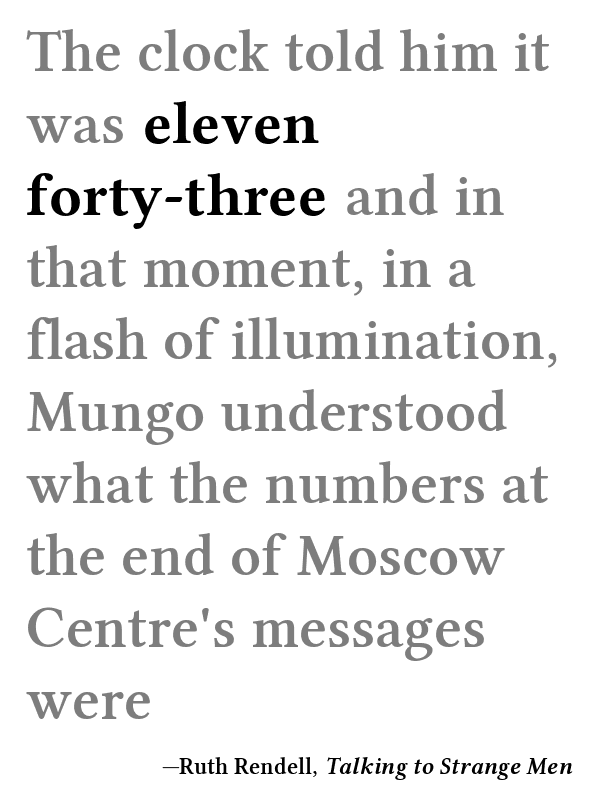 The clock told him it
was eleven
forty-three and in
that moment, in a
flash of illumination,
Mungo understood
what the numbers at
the end of Moscow
Centre's messages
were
—Ruth Rendell, Talking to Strange Men